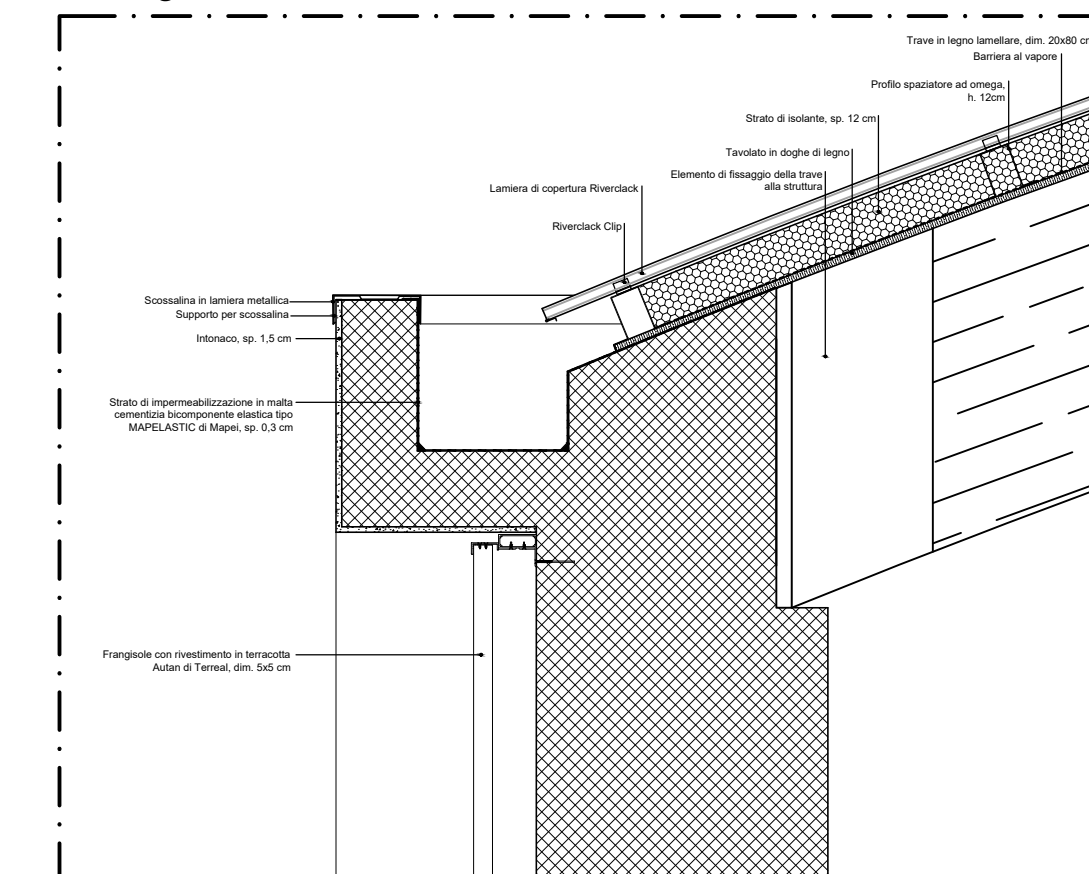 Trave in legno lamellare, dim. 20x80 cm
Barriera al vapore
Profilo spaziatore ad omega,
h. 12cm
Strato di isolante, sp. 12 cm
Tavolato in doghe di legno
Elemento di fissaggio della trave
alla struttura
Lamiera di copertura Riverclack
Riverclack Clip
Scossalina in lamiera metallica
Supporto per scossalina
Intonaco, sp. 1,5 cm
Strato di impermeabilizzazione in malta
cementizia bicomponente elastica tipo
MAPELASTIC di Mapei, sp. 0,3 cm
Frangisole con rivestimento in terracotta
Autan di Terreal, dim. 5x5 cm